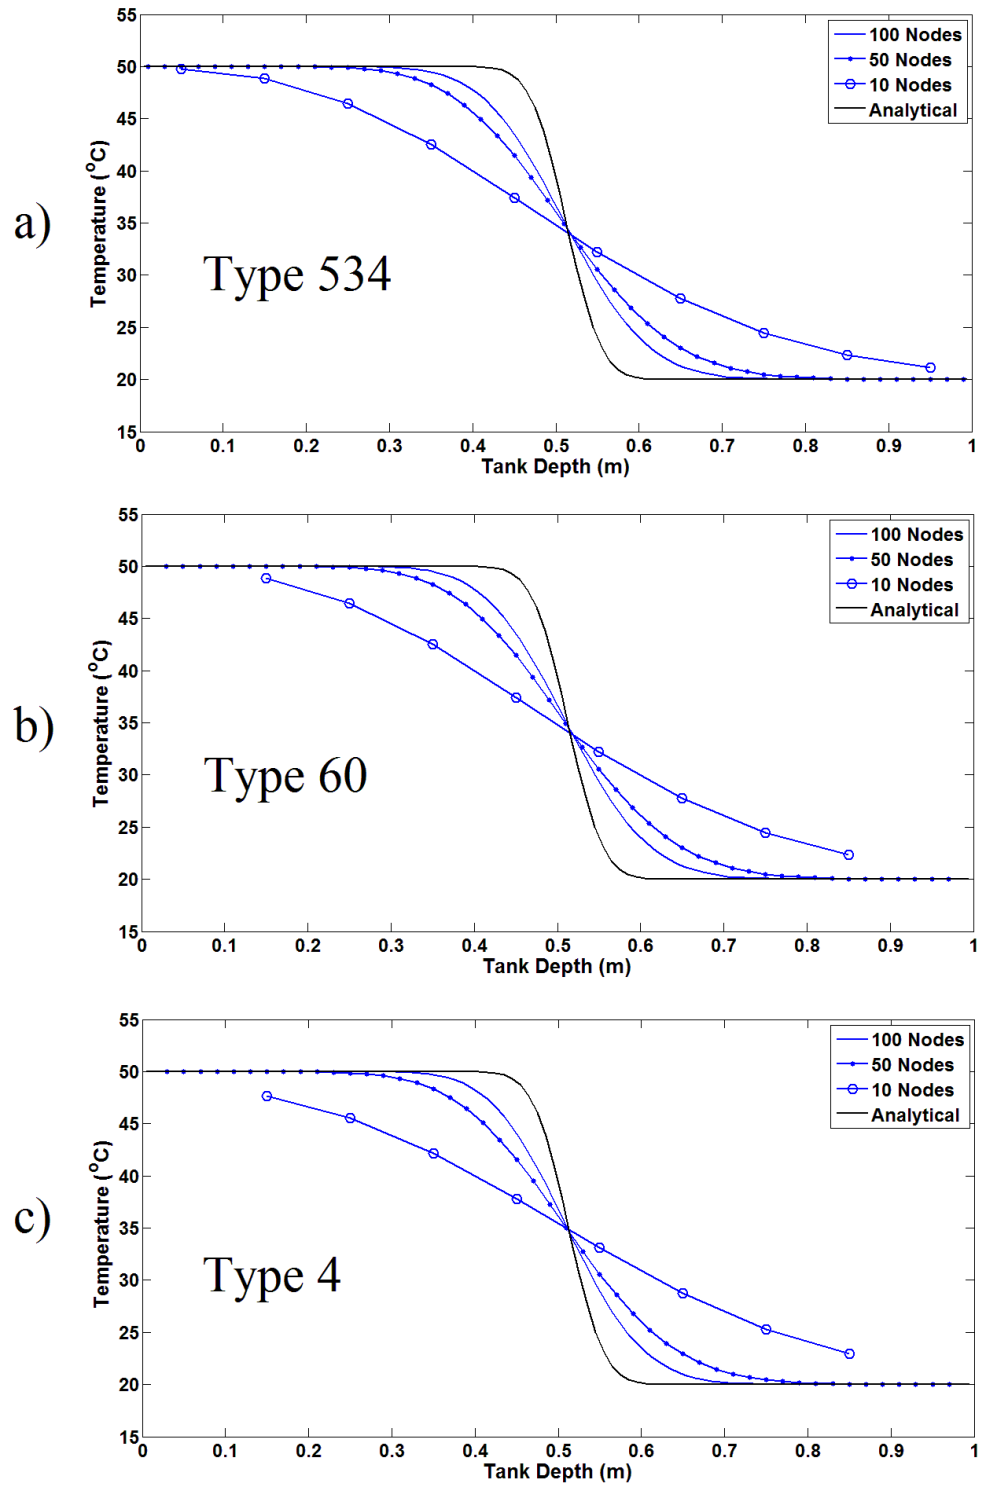 a)
55
50
45
40
35
30
25
20
15
Temperature (°C)
100 Nodes
50 Nodes
10 Nodes
Analytical
Type 534
0 0.1 0.2 0.3 0.4 0.5 0.6 0.7 0.8 0.9 1
Tank Depth (m)
b)
55
50
45
40
35
30
25
20
15
Temperature (°C)
100 Nodes
50 Nodes
10 Nodes
Analytical
Type 60
0 0.1 0.2 0.3 0.4 0.5 0.6 0.7 0.8 0.9 1
Tank Depth (m)
c)
55
50
45
40
35
30
25
20
15
Temperature (°C)
100 Nodes
50 Nodes
10 Nodes
Analytical
Type 4
0 0.1 0.2 0.3 0.4 0.5 0.6 0.7 0.8 0.9 1
Tank Depth (m)